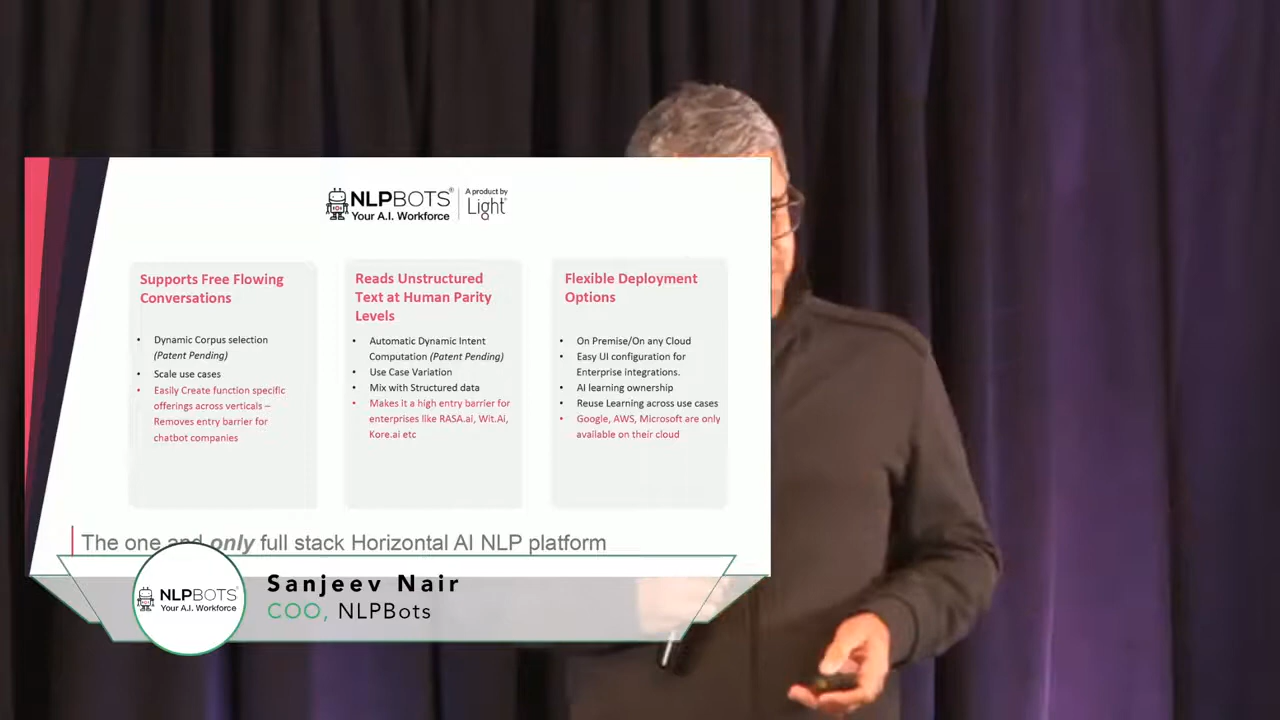 NLPBOTS®
Your A.I. Workforce
A product by
Light
Supports Free Flowing
Conversations
• Dynamic Corpus selection
(Patent Pending)
• Scale use cases
• Easily Create function specific
offerings across verticals –
Removes entry barrier for
chatbot companies
Reads Unstructured
Text at Human Parity
Levels
• Automatic Dynamic Intent
Computation (Patent Pending)
• Use Case Variation
• Mix with Structured data
• Makes it a high entry barrier for
enterprises like RASA.ai, Wit.Ai,
Kore.ai etc
Flexible Deployment
Options
• On Premise/On any Cloud
• Easy UI configuration for
Enterprise integrations.
• AI learning ownership
• Reuse Learning across use cases
• Google, AWS, Microsoft are only
available on their cloud
The one and only full stack Horizontal AI NLP platform
NLPBOTS
Your A.I. Workforce
Sanjeev Nair
COO, NLPBots